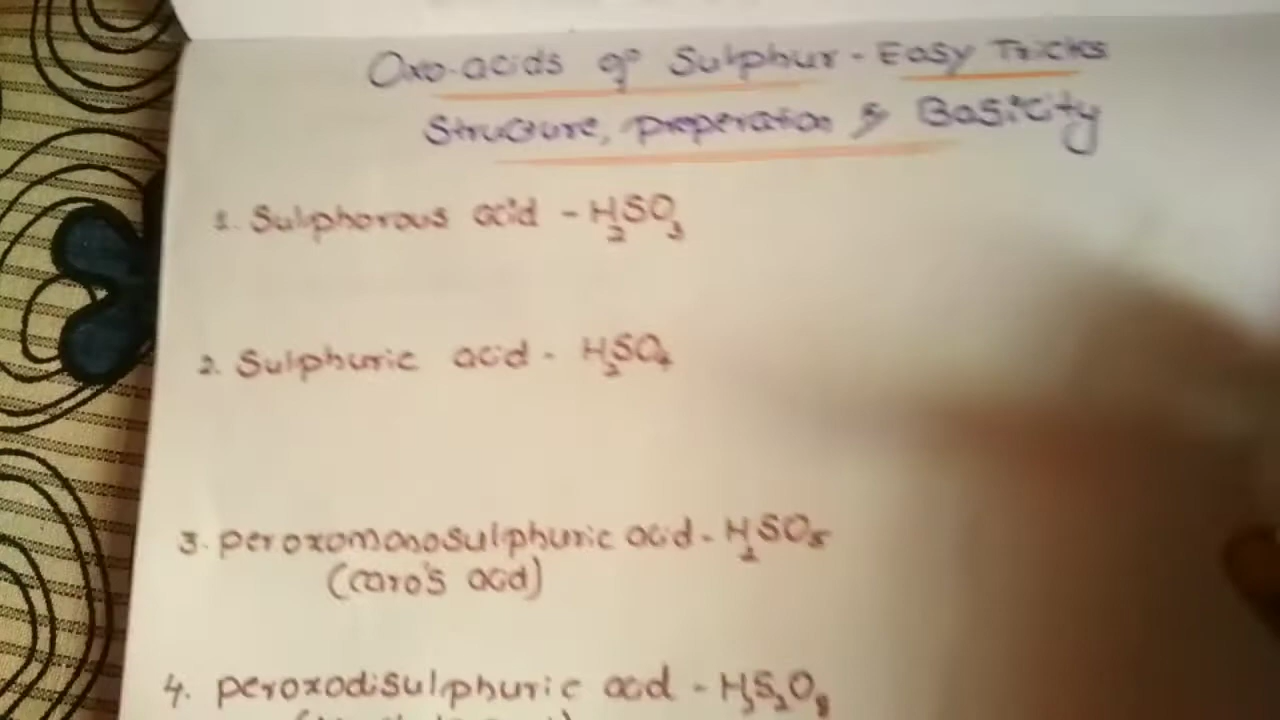 Oxo-acids of Sulphur - Easy Tricks
Structure, preperation & Basicity
1. Sulphorous acid - H₂SO₃
2. Sulphuric acid - H₂SO₄
3. peroxomonosulphuric acid - H₂SO₅
(caro's acid)
4. peroxodisulphuric acid - H₂S₂O₈